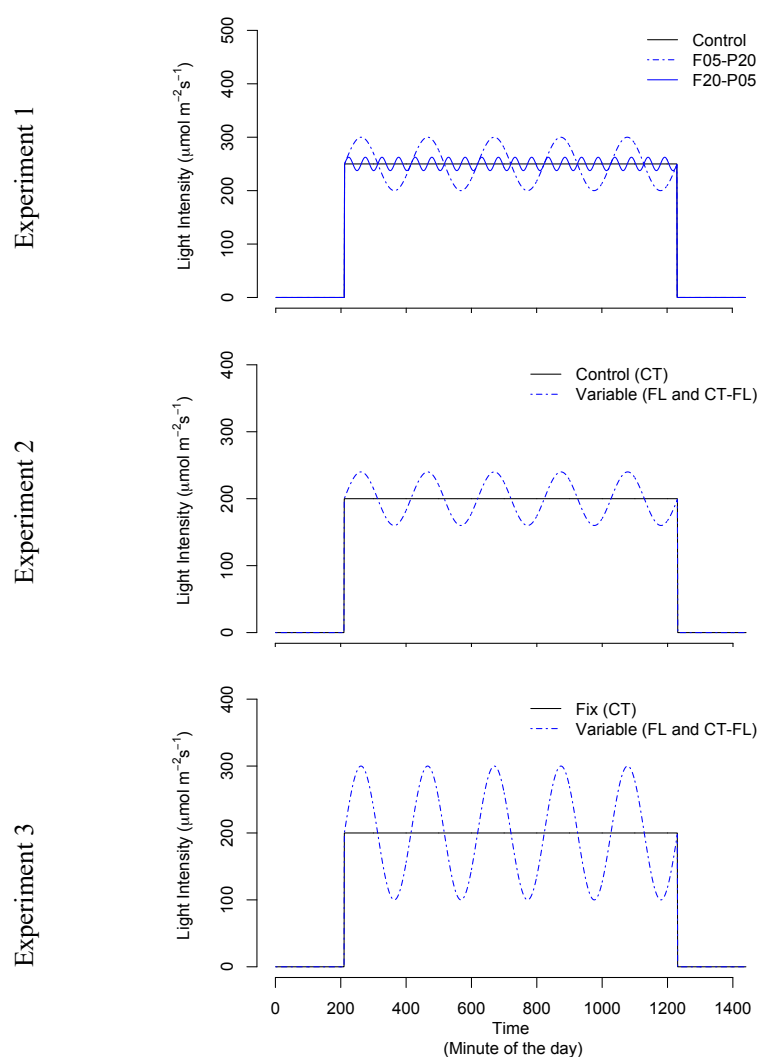 Experiment 1
Light Intensity (μmol m−2s−1)
500
400
300
200
100
0
Control
F05-P20
F20-P05
Experiment 2
Light Intensity (μmol m−2s−1)
400
300
200
100
0
Control (CT)
Variable (FL and CT-FL)
Experiment 3
Light Intensity (μmol m−2s−1)
400
300
200
100
0
Fix (CT)
Variable (FL and CT-FL)
0 200 400 600 800 1000 1200 1400
Time
(Minute of the day)